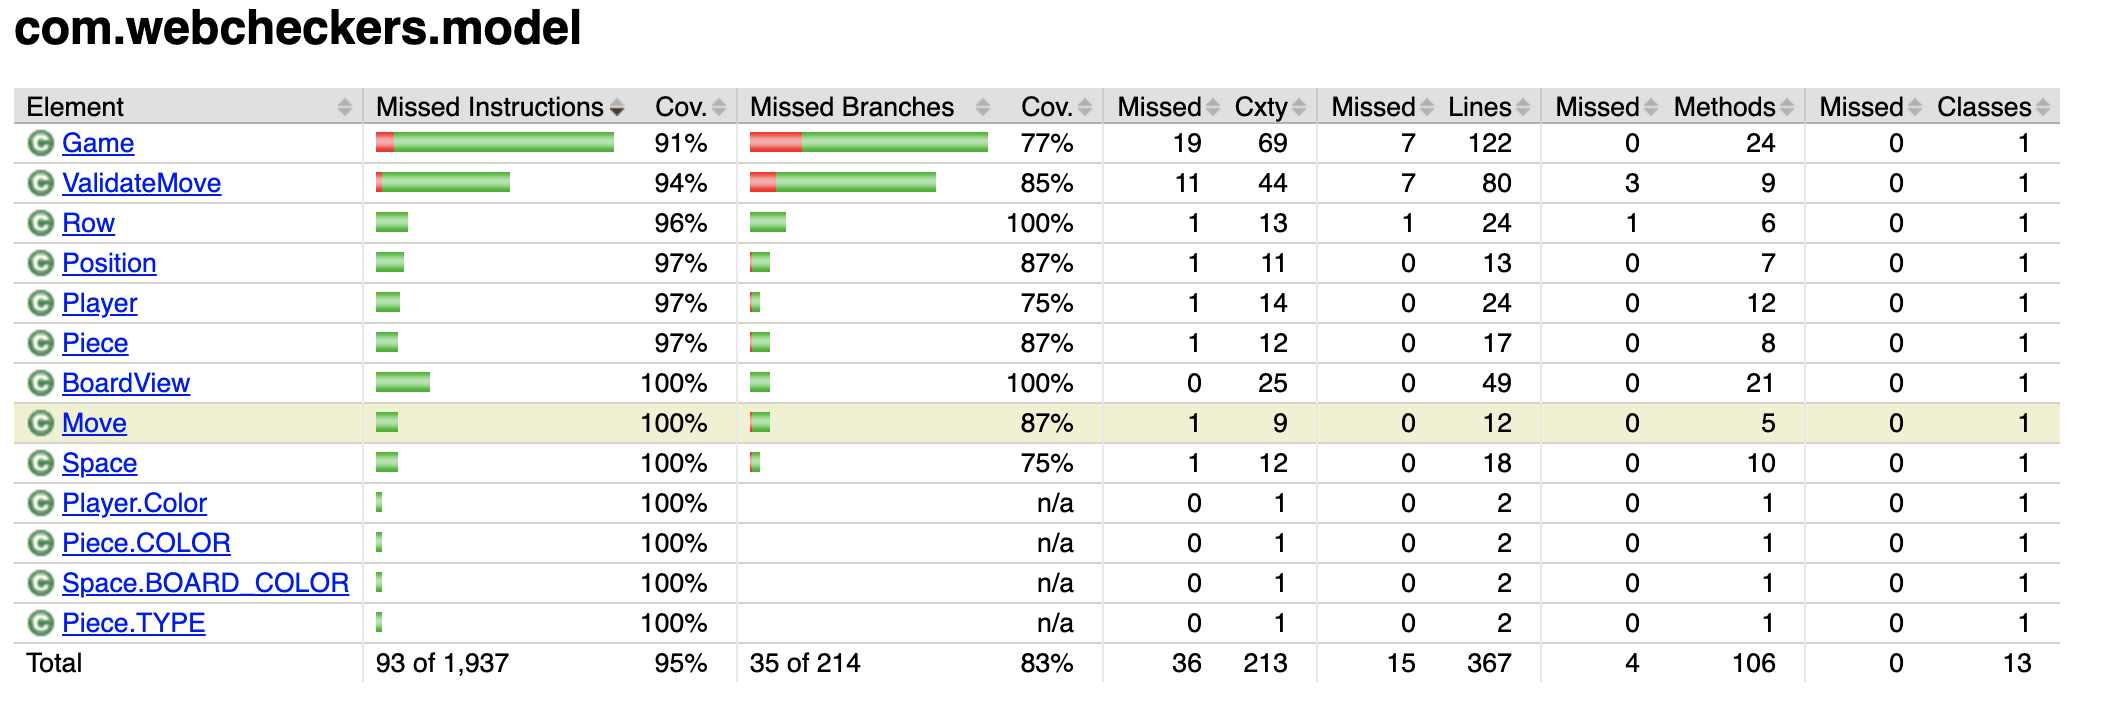 com.webcheckers.model
Element Missed Instructions Cov. Missed Branches Cov. Missed Cxty Missed Lines Missed Methods Missed Classes
Game 91% 77% 19 69 7 122 0 24 0 1
ValidateMove 94% 85% 11 44 7 80 3 9 0 1
Row 96% 100% 1 13 1 24 1 6 0 1
Position 97% 87% 1 11 0 13 0 7 0 1
Player 97% 75% 1 14 0 24 0 12 0 1
Piece 97% 87% 1 12 0 17 0 8 0 1
BoardView 100% 100% 0 25 0 49 0 21 0 1
Move 100% 87% 1 9 0 12 0 5 0 1
Space 100% 75% 1 12 0 18 0 10 0 1
Player.Color 100% n/a 0 1 0 2 0 1 0 1
Piece.COLOR 100% n/a 0 1 0 2 0 1 0 1
Space.BOARD_COLOR 100% n/a 0 1 0 2 0 1 0 1
Piece.TYPE 100% n/a 0 1 0 2 0 1 0 1
Total 93 of 1,937 95% 35 of 214 83% 36 213 15 367 4 106 0 13